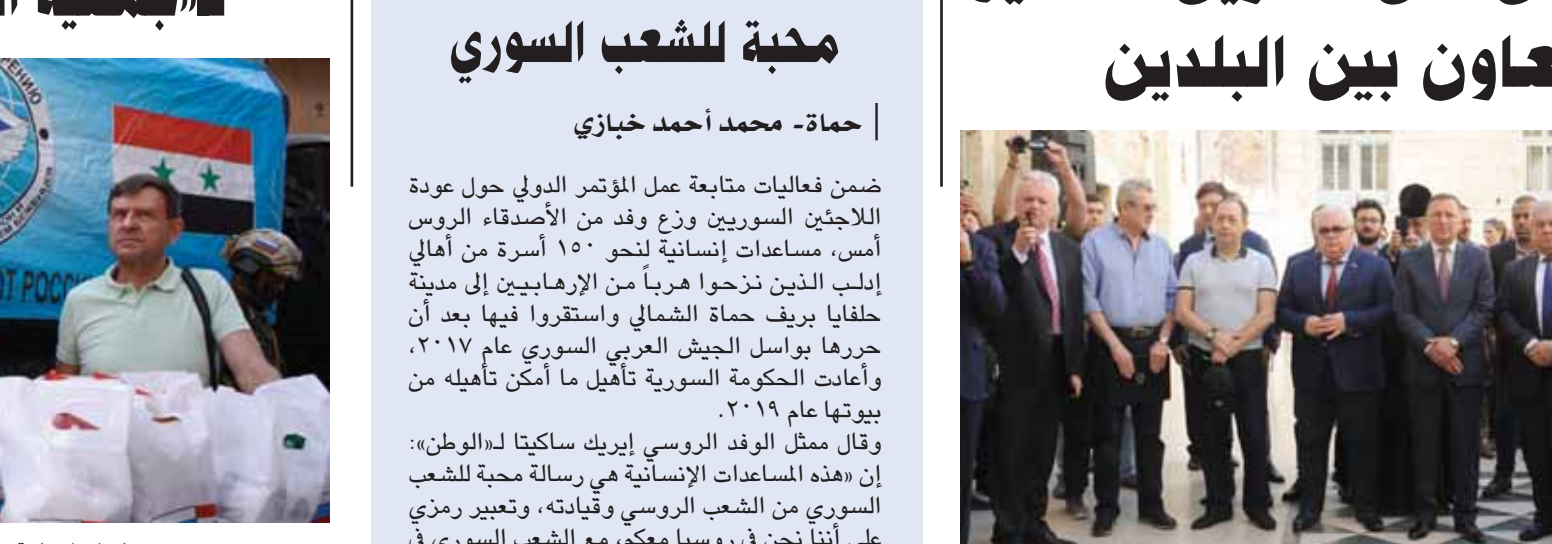 عاون بين البلدين
محبة للشعب السوري
حماة- محمد أحمد خبازي
ضمن فعاليات متابعة عمل المؤتمر الدولي حول عودة
اللاجئين السوريين وزع وفد من الأصدقاء الروس
أمس، مساعدات إنسانية لنحو ١٥٠ أسرة من أهالي
إدلب الذين نزحوا هرباً من الإرهابيين إلى مدينة
حلفايا بريف حماة الشمالي واستقروا فيها بعد أن
حررها بواسل الجيش العربي السوري عام ٢٠١٧،
وأعادت الحكومة السورية تأهيل ما أمكن تأهيله من
بيوتها عام ٢٠١٩.
وقال ممثل الوفد الروسي إيريك ساكيتا لـ«الوطن»:
إن «هذه المساعدات الإنسانية هي رسالة محبة للشعب
السوري من الشعب الروسي وقيادته، وتعبير رمزي
على أننا نحن في روسيا معكم، مع الشعب السوري في